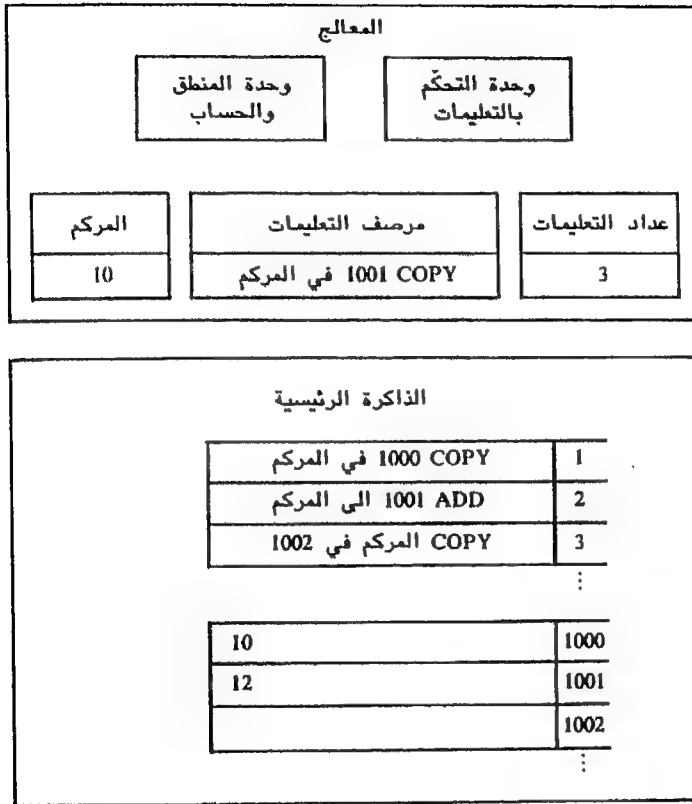 المعالج
وحدة التحكّم
بالتعليمات
وحدة المنطق
والحساب
عداد التعليمات
مرصف التعليمات
المركم
3
1001 COPY في المركم
10
الذاكرة الرئيسية
1
1000 COPY في المركم
2
1001 ADD الى المركم
3
COPY المركم في 1002
⋮
1000
10
1001
12
1002
⋮